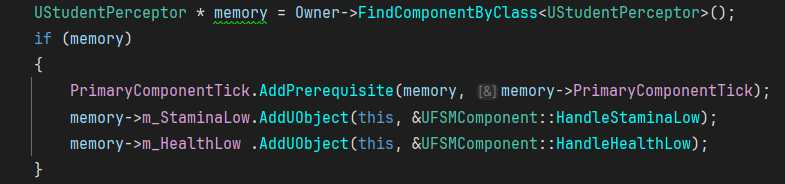 UStudentPerceptor * memory = Owner->FindComponentByClass<UStudentPerceptor>();
if (memory)
{
PrimaryComponentTick.AddPrerequisite(memory, [&]memory->PrimaryComponentTick);
memory->m_StaminaLow.AddUObject(this, &UFSMComponent::HandleStaminaLow);
memory->m_HealthLow .AddUObject(this, &UFSMComponent::HandleHealthLow);
}